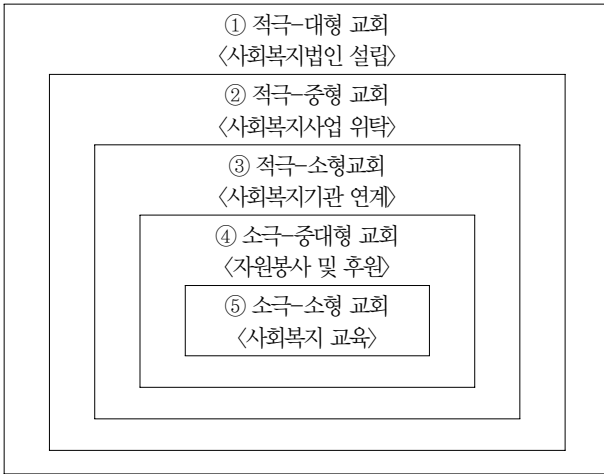 ① 적극-대형 교회
〈사회복지법인 설립〉
② 적극-중형 교회
〈사회복지사업 위탁〉
③ 적극-소형교회
〈사회복지기관 연계〉
④ 소극-중대형 교회
〈자원봉사 및 후원〉
⑤ 소극-소형 교회
〈사회복지 교육〉